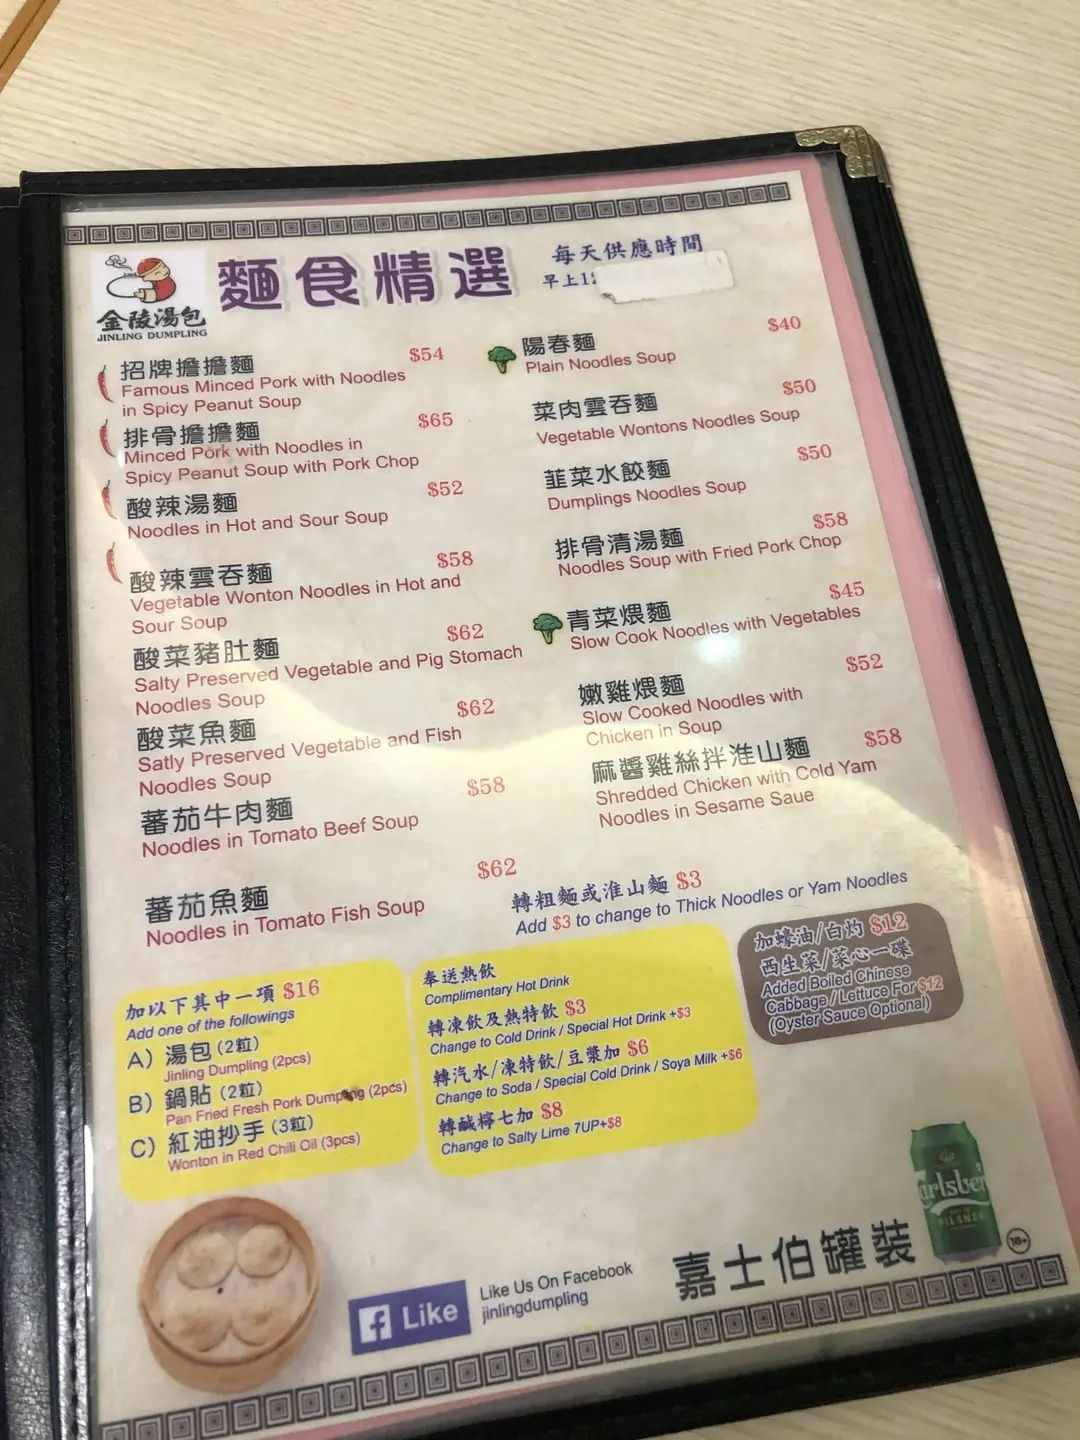 金陵湯包
JINLING DUMPLING
麵食精選
每天供應時間
早上
招牌擔擔麵 $54
Famous Minced Pork with Noodles
in Spicy Peanut Soup
排骨擔擔麵 $65
Minced Pork with Noodles in
Spicy Peanut Soup with Pork Chop
酸辣湯麵 $52
Noodles in Hot and Sour Soup
酸辣雲吞麵 $58
Vegetable Wonton Noodles in Hot and
Sour Soup
酸菜豬肚麵 $62
Salty Preserved Vegetable and Pig Stomach
Noodles Soup
酸菜魚麵 $62
Satly Preserved Vegetable and Fish
Noodles Soup
蕃茄牛肉麵 $58
Noodles in Tomato Beef Soup
蕃茄魚麵 $62
Noodles in Tomato Fish Soup
陽春麵 $40
Plain Noodles Soup
菜肉雲吞麵 $50
Vegetable Wontons Noodles Soup
韮菜水餃麵 $50
Dumplings Noodles Soup
排骨清湯麵 $58
Noodles Soup with Fried Pork Chop
青菜煨麵 $45
Slow Cook Noodles with Vegetables
嫩雞煨麵 $52
Slow Cooked Noodles with
Chicken in Soup
麻醬雞絲拌淮山麵 $58
Shredded Chicken with Cold Yam
Noodles in Sesame Saue
轉粗麵或淮山麵 $3
Add $3 to change to Thick Noodles or Yam Noodles
加以下其中一項 $16
Add one of the followings
A) 湯包 (2粒)
Jinling Dumpling (2pcs)
B) 鍋貼 (2粒)
Pan Fried Fresh Pork Dumpling (2pcs)
C) 紅油抄手 (3粒)
Wonton in Red Chili Oil (3pcs)
奉送熱飲
Complimentary Hot Drink
轉凍飲及熱特飲 $3
Change to Cold Drink / Special Hot Drink +$3
轉汽水/凍特飲/豆漿加 $6
Change to Soda / Special Cold Drink / Soya Milk +$6
轉鹹檸七加 $8
Change to Salty Lime 7UP+$8
加蠔油/白灼 $12
西生菜/菜心一碟
Added Boiled Chinese
Cabbage / Lettuce For $12
(Oyster Sauce Optional)
f Like
Like Us On Facebook
jinlingdumpling
嘉士伯罐裝
Carlsberg
PILSNER
18+